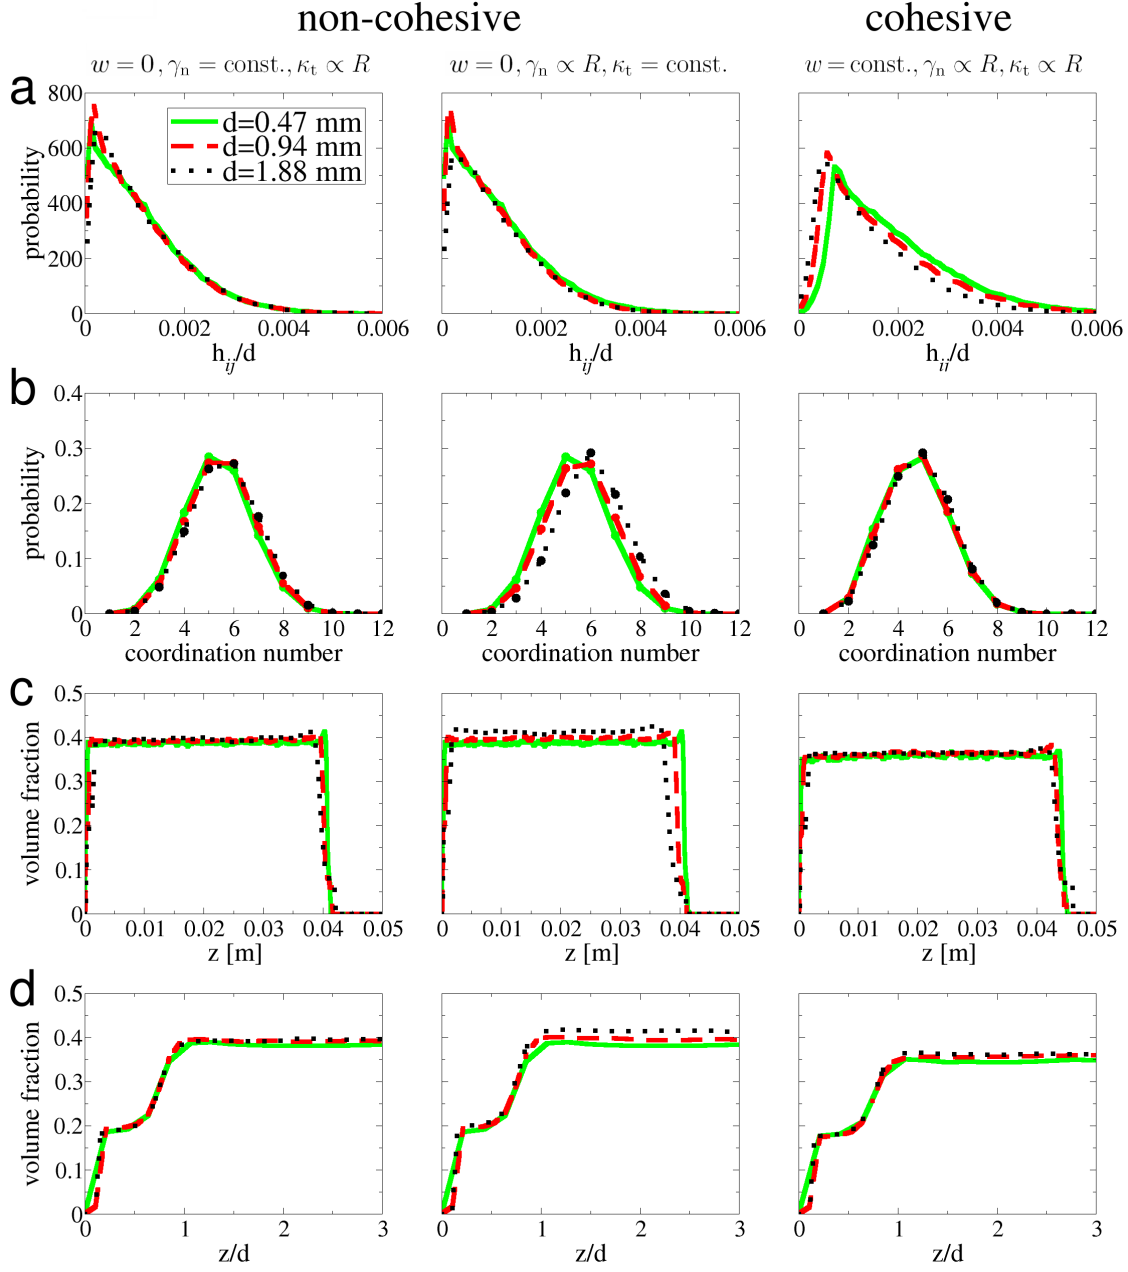 non-cohesive cohesive
w = 0, γn = const., κt ∝ R w = 0, γn ∝ R, κt = const. w = const., γn ∝ R, κt ∝ R
a
800
600
400
200
0
probability
d=0.47 mm
d=0.94 mm
d=1.88 mm
0 0.002 0.004 0.006 0 0.002 0.004 0.006 0 0.002 0.004 0.006
hij/d hij/d hij/d
b
0.4
0.3
0.2
0.1
0
probability
0 2 4 6 8 10 12 0 2 4 6 8 10 12 0 2 4 6 8 10 12
coordination number coordination number coordination number
c
0.5
0.4
0.3
0.2
0.1
0
volume fraction
0 0.01 0.02 0.03 0.04 0.05 0 0.01 0.02 0.03 0.04 0.05 0 0.01 0.02 0.03 0.04 0.05
z [m] z [m] z [m]
d
0.5
0.4
0.3
0.2
0.1
0
volume fraction
0 1 2 3 0 1 2 3 0 1 2 3
z/d z/d z/d